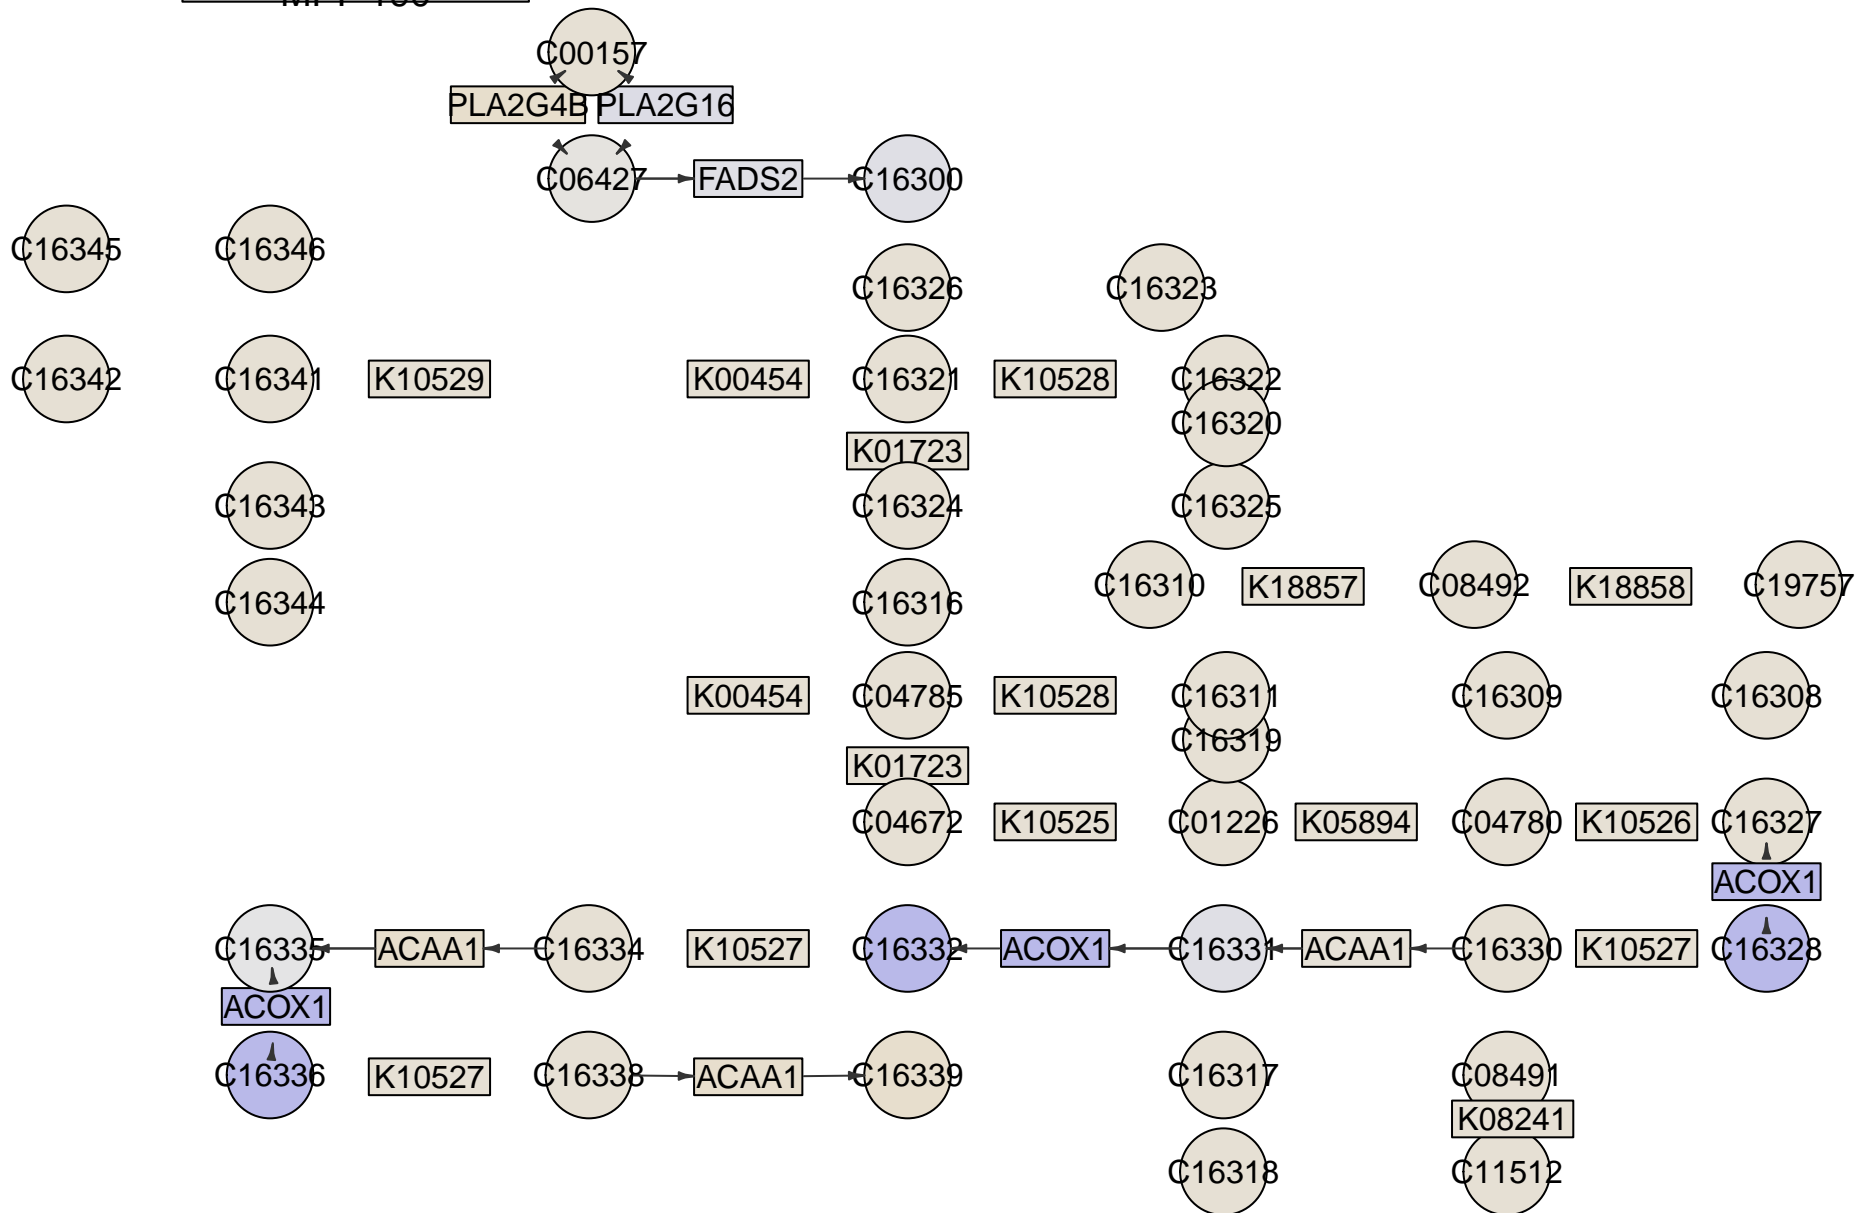 C00157
PLA2G4B PLA2G16
C06427 FADS2 C16300
C16345 C16346
C16326 C16323
C16342 C16341 K10529 K00454 C16321 K10528 C16322
C16320
K01723
C16343 C16324 C16325
C16310 K18857 C08492 K18858 C19757
C16344 C16316
K00454 C04785 K10528 C16311 C16309 C16308
C16319
K01723
C04672 K10525 C01226 K05894 C04780 K10526 C16327
ACOX1
C16335 ACAA1 C16334 K10527 C16332 ACOX1 C16331 ACAA1 C16330 K10527 C16328
ACOX1
C16336 K10527 C16338 ACAA1 C16339 C16317 C08491
K08241
C16318 C11512